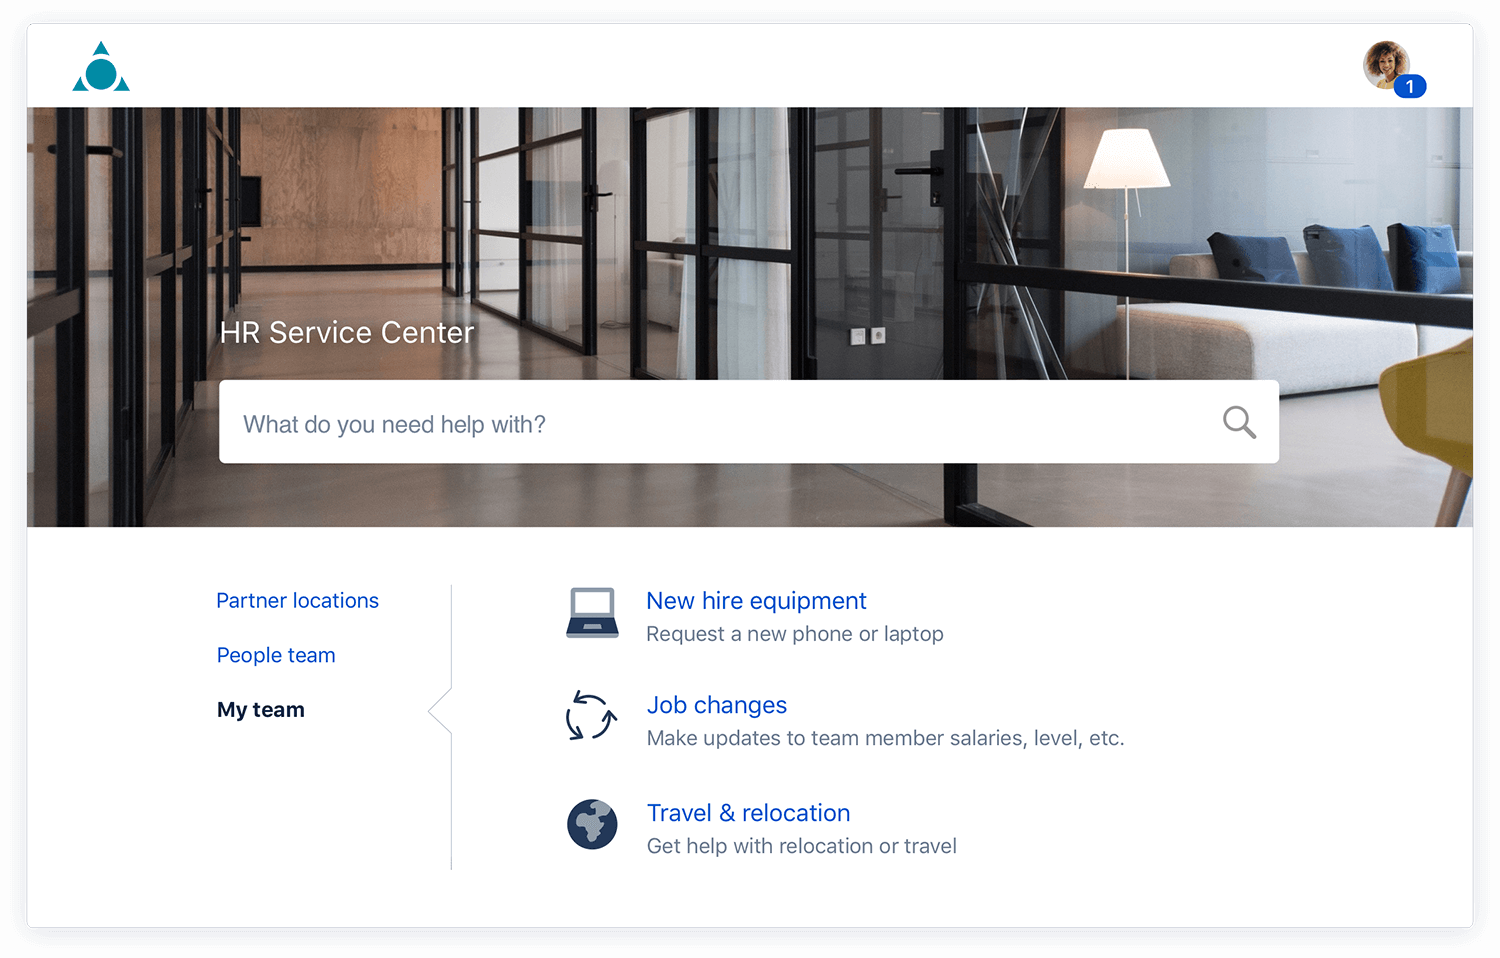 1
HR Service Center
What do you need help with?
Partner locations
People team
My team
New hire equipment
Request a new phone or laptop
Job changes
Make updates to team member salaries, level, etc.
Travel & relocation
Get help with relocation or travel